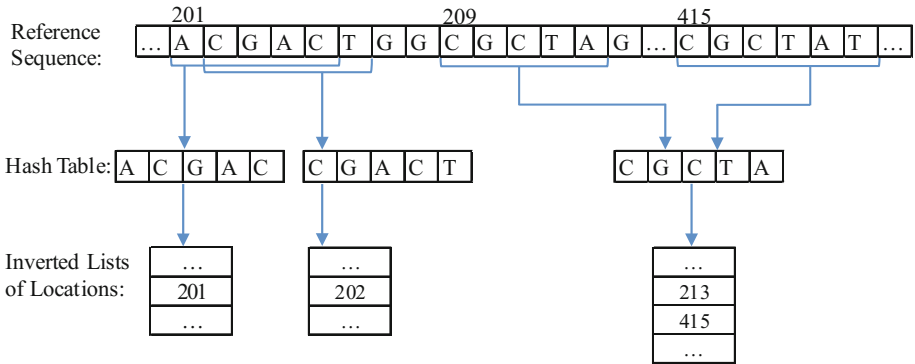 201 209 415
Reference Sequence: … A C G A C T G G C G C T A G … C G C T A T …
Hash Table: A C G A C C G A C T C G C T A
Inverted Lists of Locations:
… … …
201 202 213
… … 415
…